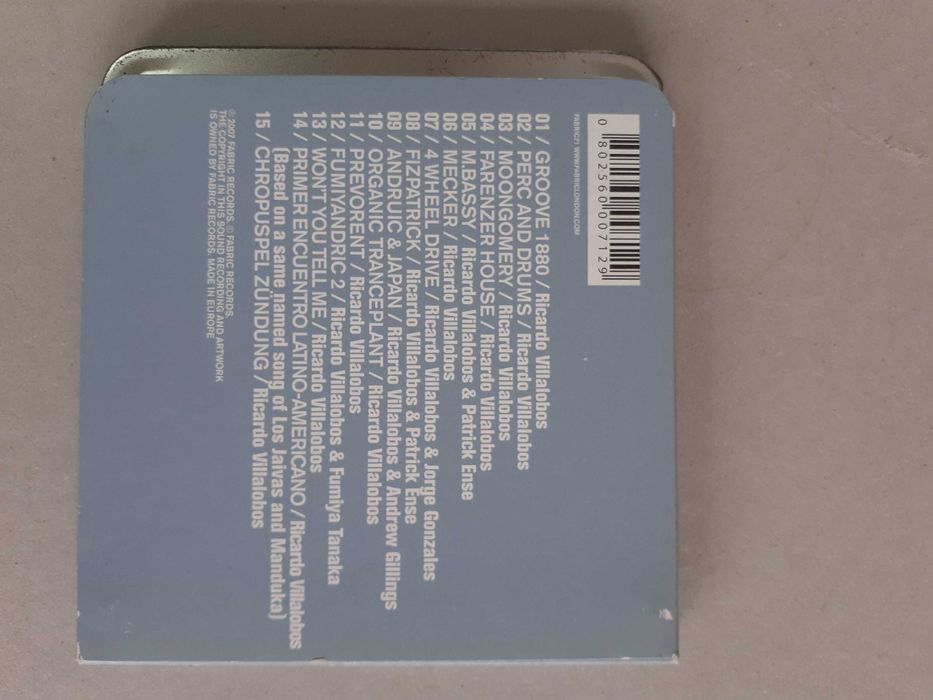 0 802560 007129
FABRIC71 WWW.FABRICLONDON.COM
01 / GROOVE 1880 / Ricardo Villalobos
02 / PERC AND DRUMS / Ricardo Villalobos
03 / MOONGOMERY / Ricardo Villalobos
04 / FARENZER HOUSE / Ricardo Villalobos
05 / M.BASSY / Ricardo Villalobos & Patrick Ense
06 / MECKER / Ricardo Villalobos
07 / 4 WHEEL DRIVE / Ricardo Villalobos & Jorge Gonzales
08 / FIZPATRICK / Ricardo Villalobos & Patrick Ense
09 / ANDRUIC & JAPAN / Ricardo Villalobos & Andrew Gillings
10 / ORGANIC TRANCEPLANT / Ricardo Villalobos
11 / PREVORENT / Ricardo Villalobos
12 / FUMIYANDRIC 2 / Ricardo Villalobos & Fumiya Tanaka
13 / WON'T YOU TELL ME / Ricardo Villalobos
14 / PRIMER ENCUENTRO LATINO-AMERICANO / Ricardo Villalobos
(Based on a same named song of Los Jaivas and Manduka)
15 / CHROPUSPEL ZÜNDUNG / Ricardo Villalobos
℗ 2007 FABRIC RECORDS. © FABRIC RECORDS.
THE COPYRIGHT IN THIS SOUND RECORDING AND ARTWORK
IS OWNED BY FABRIC RECORDS. MADE IN EUROPE